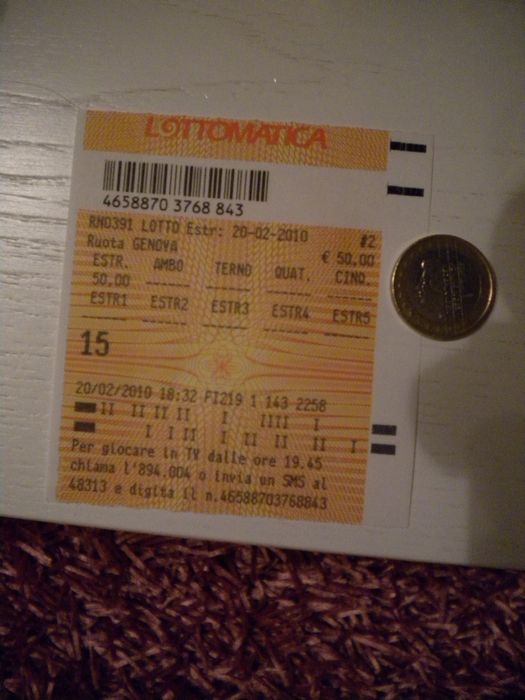 LOTTOMATICA
4658870 3768 843
RN0391 LOTTO Estr: 20-02-2010 #2
Ruota GENOVA € 50,00
ESTR. AMBO TERNO QUAT. CINQ.
50,00 ------ ------ ------ ------
ESTR1 ESTR2 ESTR3 ESTR4 ESTR5
------ ------ ------ ------ ------
15
20/02/2010 18:32 FI219 1 143 2258
Per giocare in TV dalle ore 19.45
chiama l'894.004 o invia un SMS al
48313 e digita il n.46588703768843